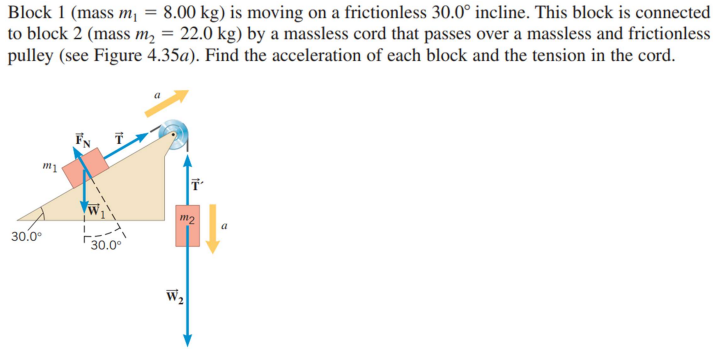 Block 1 (mass m₁ = 8.00 kg) is moving on a frictionless 30.0° incline. This block is connected
to block 2 (mass m₂ = 22.0 kg) by a massless cord that passes over a massless and frictionless
pulley (see Figure 4.35a). Find the acceleration of each block and the tension in the cord.
a
F⃗N T⃗
m1
T⃗′
W⃗1
m2
a
30.0°
30.0°
W⃗2